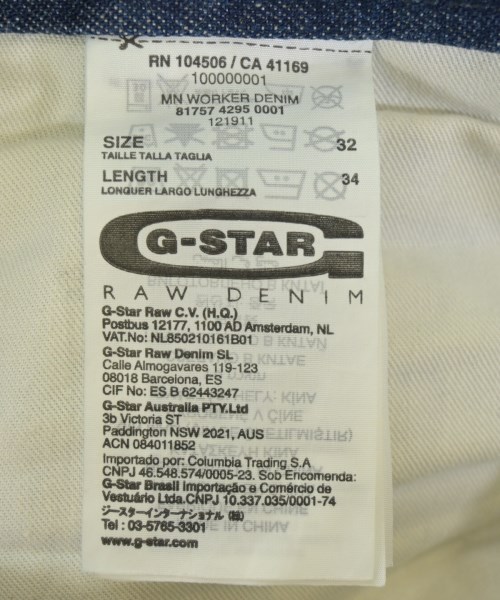 RN 104506 / CA 41169
100000001
MN WORKER DENIM
81757 4295 0001
121911
SIZE 32
TAILLE TALLA TAGLIA
LENGTH 34
LONQUER LARGO LUNGHEZZA
G-STAR
RAW DENIM
G-Star Raw C.V. (H.Q.)
Postbus 12177, 1100 AD Amsterdam, NL
VAT.No: NL850210161B01
G-Star Raw Denim SL
Calle Almogavares 119-123
08018 Barcelona, ES
CIF No: ES B 62443247
G-Star Australia PTY.Ltd
3b Victoria ST
Paddington NSW 2021, AUS
ACN 084011852
Importado por: Columbia Trading S.A
CNPJ 46.548.574/0005-23. Sob Encomenda:
G-Star Brasil Importação e Comércio de
Vestuário Ltda.CNPJ 10.337.035/0001-74
ジースターインターナショナル (株)
Tel : 03-5765-3301
www.g-star.com